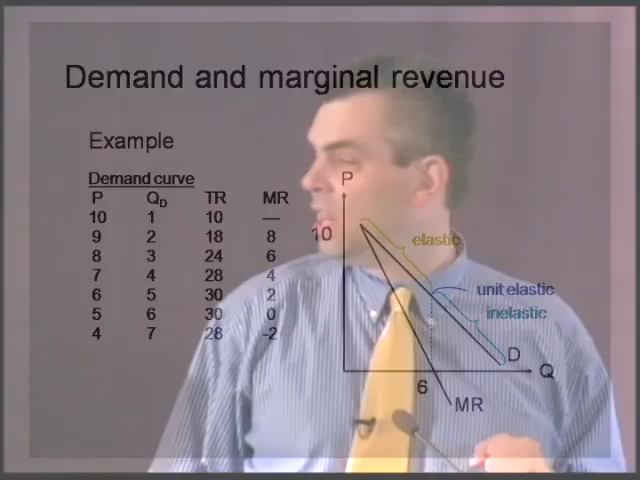 Demand and marginal revenue
Example
Demand curve
P QD TR MR
10 1 10 —
9 2 18 8
8 3 24 6
7 4 28 4
6 5 30 2
5 6 30 0
4 7 28 -2
P
10
elastic
unit elastic
inelastic
D
Q
6
MR